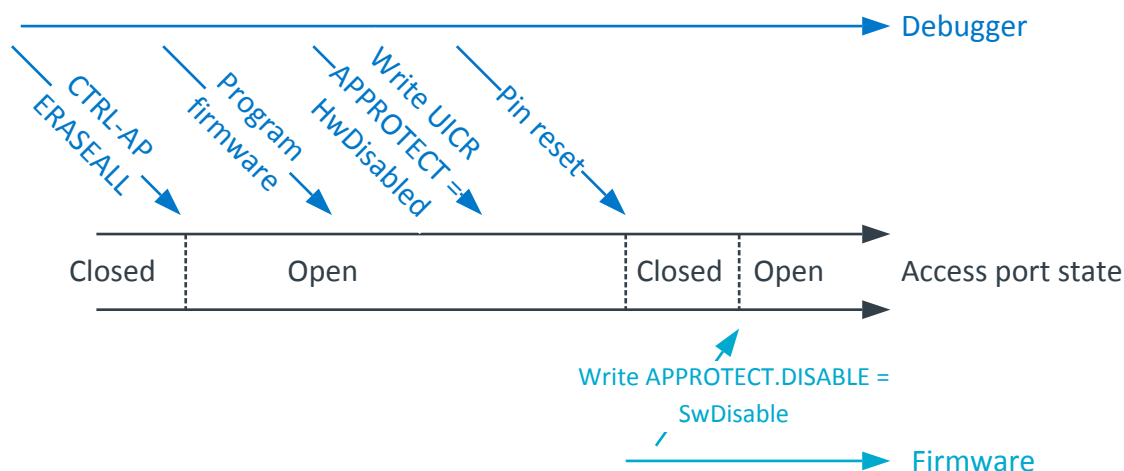 Debugger
CTRL-AP
ERASEALL
Program
firmware
Write UICR
APPROTECT =
HwDisabled
Pin reset
Closed
Open
Closed
Open
Access port state
Write APPROTECT.DISABLE =
SwDisable
Firmware